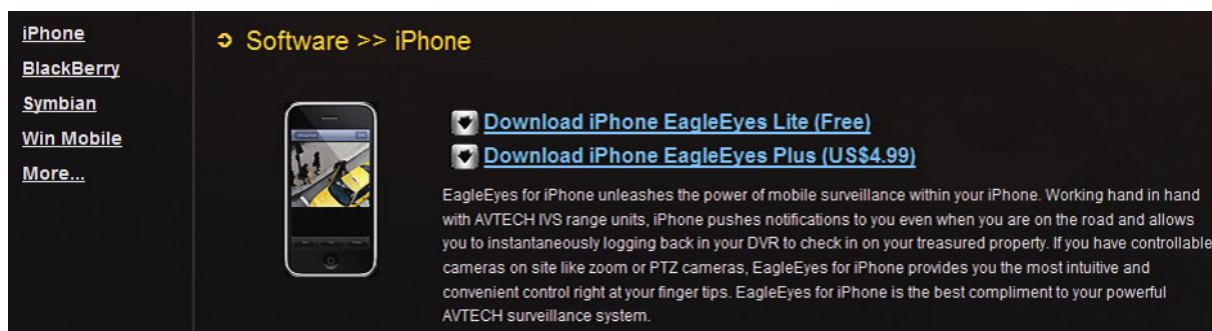 iPhone
BlackBerry
Symbian
Win Mobile
More...
Software >> iPhone
Download iPhone EagleEyes Lite (Free)
Download iPhone EagleEyes Plus (US$4.99)
EagleEyes for iPhone unleashes the power of mobile surveillance within your iPhone. Working hand in hand
with AVTECH IVS range units, iPhone pushes notifications to you even when you are on the road and allows
you to instantaneously logging back in your DVR to check in on your treasured property. If you have controllable
cameras on site like zoom or PTZ cameras, EagleEyes for iPhone provides you the most intuitive and
convenient control right at your finger tips. EagleEyes for iPhone is the best compliment to your powerful
AVTECH surveillance system.